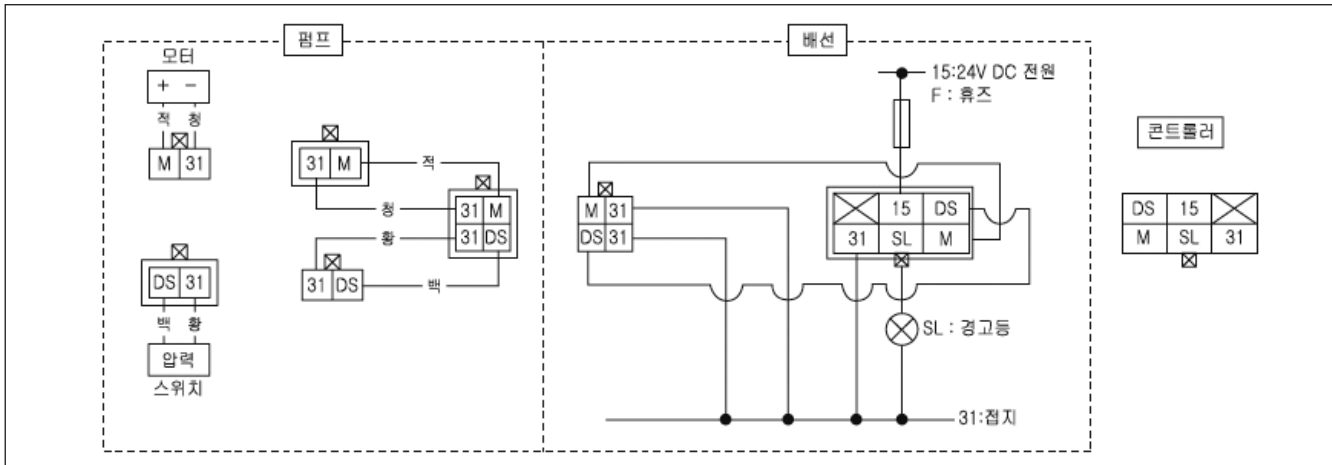 펌프
배선
모터
+ −
적 청
M 31
31 M
적
청
황
31 M
31 DS
31 DS
백
DS 31
백 황
압력
스위치
15:24V DC 전원
F : 휴즈
M 31
DS 31
15 DS
31 SL M
SL : 경고등
31:접지
콘트롤러
DS 15
M SL 31